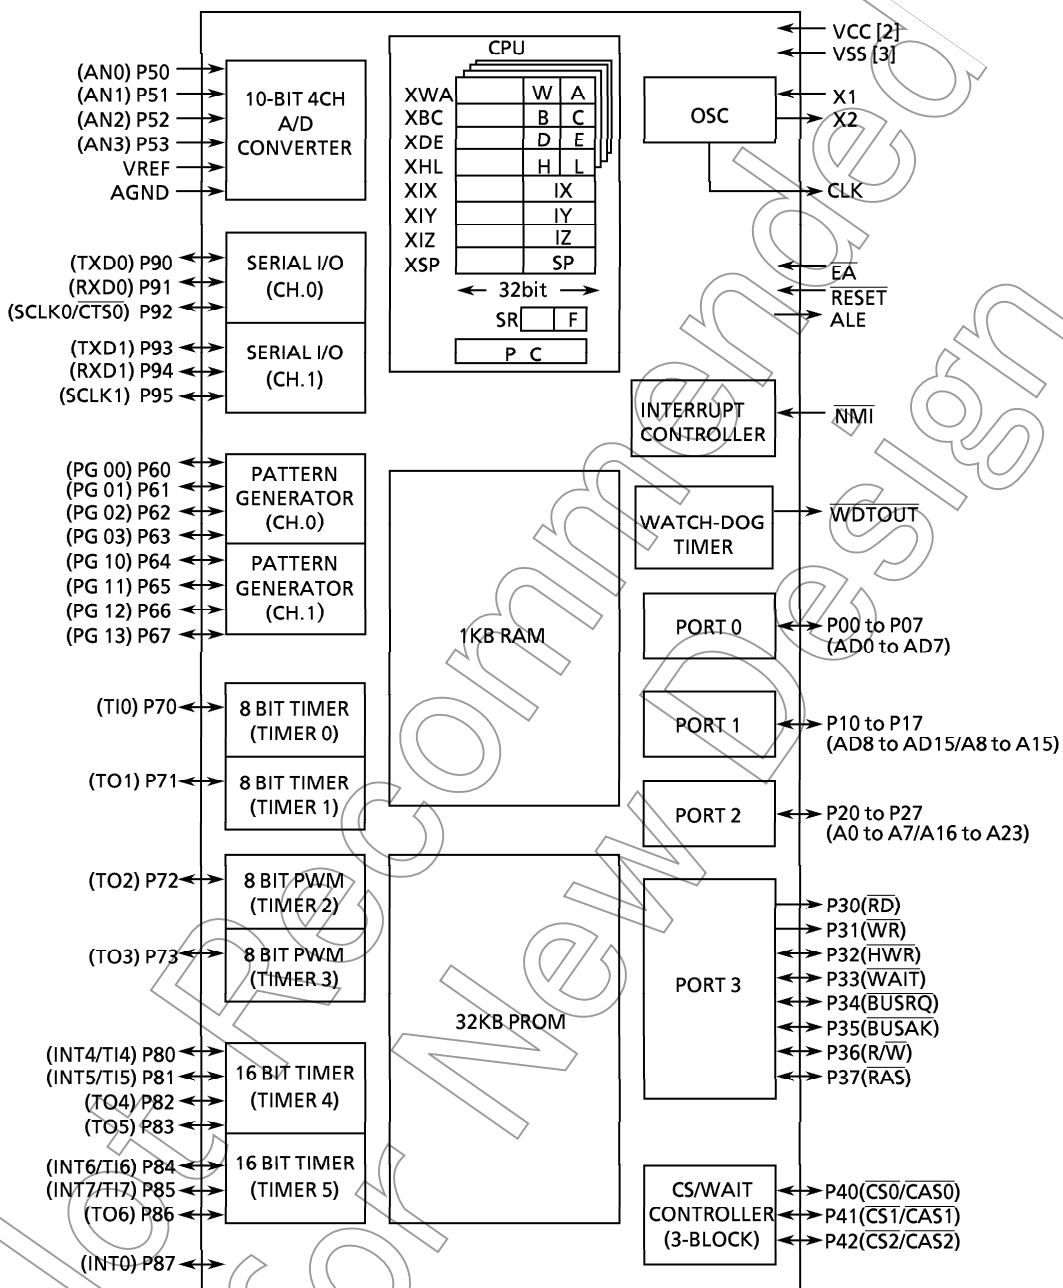 (AN0) P50
(AN1) P51
(AN2) P52
(AN3) P53
VREF
AGND
10-BIT 4CH
A/D
CONVERTER
(TXD0) P90
(RXD0) P91
(SCLK0/CTS0) P92
SERIAL I/O
(CH.0)
(TXD1) P93
(RXD1) P94
(SCLK1) P95
SERIAL I/O
(CH.1)
(PG 00) P60
(PG 01) P61
(PG 02) P62
(PG 03) P63
PATTERN
GENERATOR
(CH.0)
(PG 10) P64
(PG 11) P65
(PG 12) P66
(PG 13) P67
PATTERN
GENERATOR
(CH.1)
(TI0) P70
8 BIT TIMER
(TIMER 0)
(TO1) P71
8 BIT TIMER
(TIMER 1)
(TO2) P72
8 BIT PWM
(TIMER 2)
(TO3) P73
8 BIT PWM
(TIMER 3)
(INT4/TI4) P80
(INT5/TI5) P81
(TO4) P82
(TO5) P83
16 BIT TIMER
(TIMER 4)
(INT6/TI6) P84
(INT7/TI7) P85
(TO6) P86
16 BIT TIMER
(TIMER 5)
(INT0) P87
CPU
XWA W A
XBC B C
XDE D E
XHL H L
XIX IX
XIY IY
XIZ IZ
XSP SP
32bit
SR F
P C
1KB RAM
32KB PROM
VCC [2]
VSS [3]
OSC
X1
X2
CLK
EA
RESET
ALE
INTERRUPT
CONTROLLER
NMI
WATCH-DOG
TIMER
WDTOUT
PORT 0
P00 to P07
(AD0 to AD7)
PORT 1
P10 to P17
(AD8 to AD15/A8 to A15)
PORT 2
P20 to P27
(A0 to A7/A16 to A23)
PORT 3
P30(RD)
P31(WR)
P32(HWR)
P33(WAIT)
P34(BUSRQ)
P35(BUSAK)
P36(R/W)
P37(RAS)
CS/WAIT
CONTROLLER
(3-BLOCK)
P40(CS0/CAS0)
P41(CS1/CAS1)
P42(CS2/CAS2)
ot Recommended
or New Design